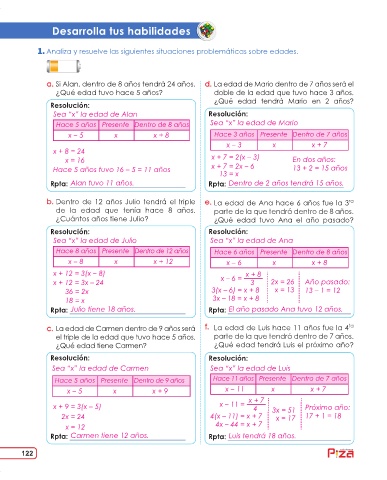 Desarrolla tus habilidades
1. Analiza y resuelve las siguientes situaciones problemáticas sobre edades.
a. Si Alan, dentro de 8 años tendrá 24 años. ¿Qué edad tuvo hace 5 años?
Resolución:
Sea "x" la edad de Alan
Hace 5 años Presente Dentro de 8 años
x – 5 x x + 8
x + 8 = 24
x = 16
Hace 5 años tuvo 16 – 5 = 11 años
Rpta: Alan tuvo 11 años.
b. Dentro de 12 años Julio tendrá el triple
de la edad que tenía hace 8 años.
¿Cuántos años tiene Julio?
Resolución:
Sea "x" la edad de Julio
Hace 8 años Presente Dentro de 12 años
x – 8 x x + 12
x + 12 = 3(x – 8)
x + 12 = 3x – 24
36 = 2x
18 = x
Rpta: Julio tiene 18 años.
c. La edad de Carmen dentro de 9 años será
el triple de la edad que tuvo hace 5 años.
¿Qué edad tiene Carmen?
Resolución:
Sea "x" la edad de Carmen
Hace 5 años Presente Dentro de 9 años
x – 5 x x + 9
x + 9 = 3(x – 5)
2x = 24
x = 12
Rpta: Carmen tiene 12 años.
d. La edad de Mario dentro de 7 años será el
doble de la edad que tuvo hace 3 años.
¿Qué edad tendrá Mario en 2 años?
Resolución:
Sea "x" la edad de Mario
Hace 3 años Presente Dentro de 7 años
x – 3 x x + 7
x + 7 = 2(x – 3)
x + 7 = 2x – 6
13 = x
En dos años:
13 + 2 = 15 años
Rpta: Dentro de 2 años tendrá 15 años.
e. La edad de Ana hace 6 años fue la 3ra
parte de la que tendrá dentro de 8 años.
¿Qué edad tuvo Ana el año pasado?
Resolución:
Sea "x" la edad de Ana
Hace 6 años Presente Dentro de 8 años
x – 6 x x + 8
x – 6 = x + 8
3
3(x – 6) = x + 8
3x – 18 = x + 8
2x = 26
x = 13
Año pasado:
13 – 1 = 12
Rpta: El año pasado Ana tuvo 12 años.
f. La edad de Luis hace 11 años fue la 4ta
parte de la que tendrá dentro de 7 años.
¿Qué edad tendrá Luis el próximo año?
Resolución:
Sea "x" la edad de Luis
Hace 11 años Presente Dentro de 7 años
x – 11 x x + 7
x – 11 = x + 7
4
4(x – 11) = x + 7
4x – 44 = x + 7
3x = 51
x = 17
Próximo año:
17 + 1 = 18
Rpta: Luis tendrá 18 años.
122
Pizá